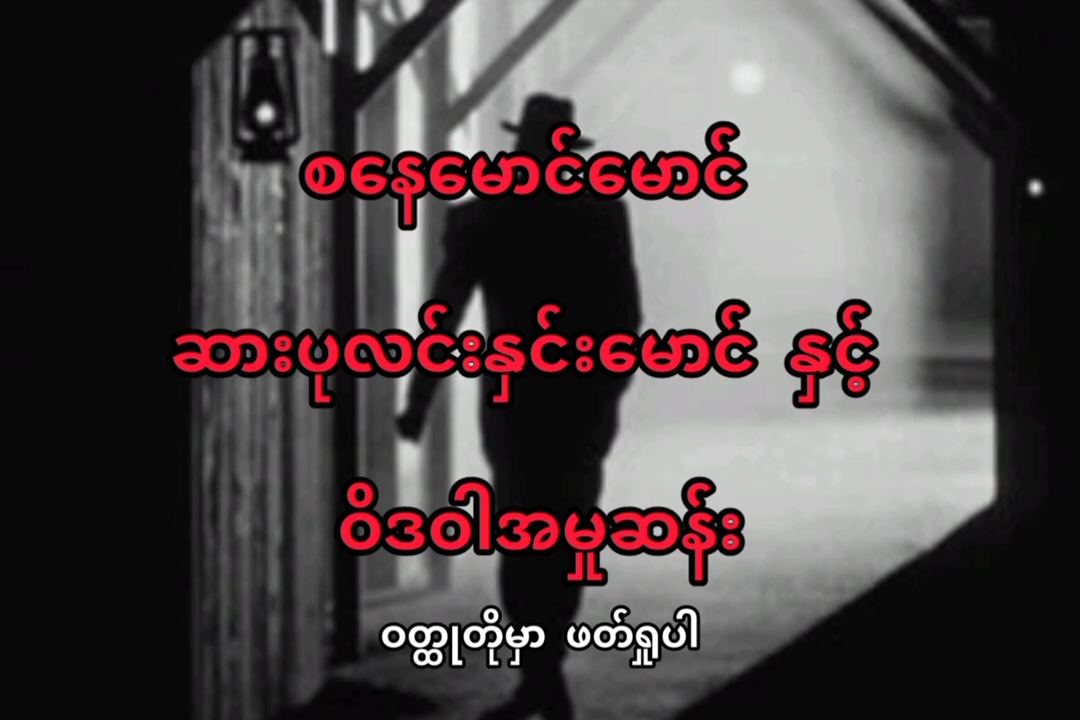 စနေမောင်မောင်
ဆားပုလင်းနှင်းမောင် နှင့်
ဝိဒဝါအမှုဆန်း
ဝတ္ထုတိုမှာ ဖတ်ရှုပါ